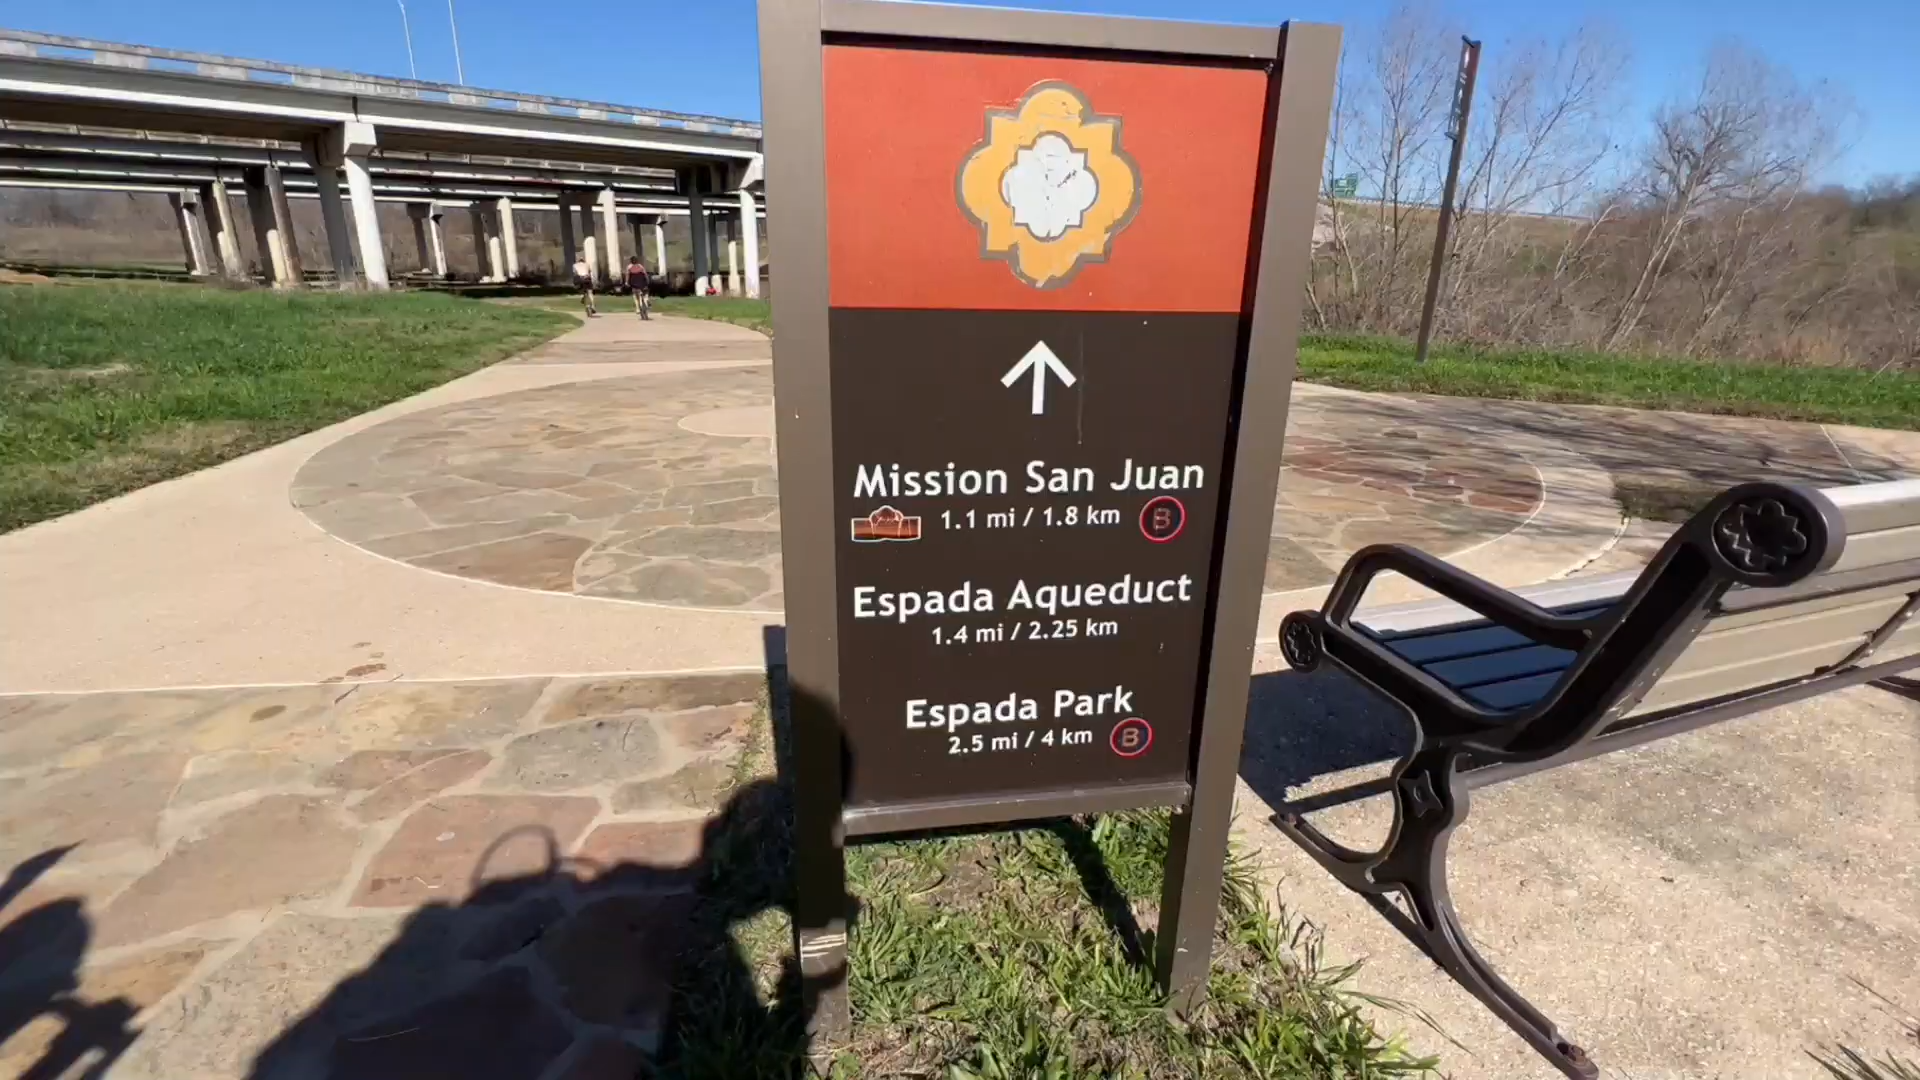 Mission San Juan
1.1 mi / 1.8 km B
Espada Aqueduct
1.4 mi / 2.25 km
Espada Park
2.5 mi / 4 km B